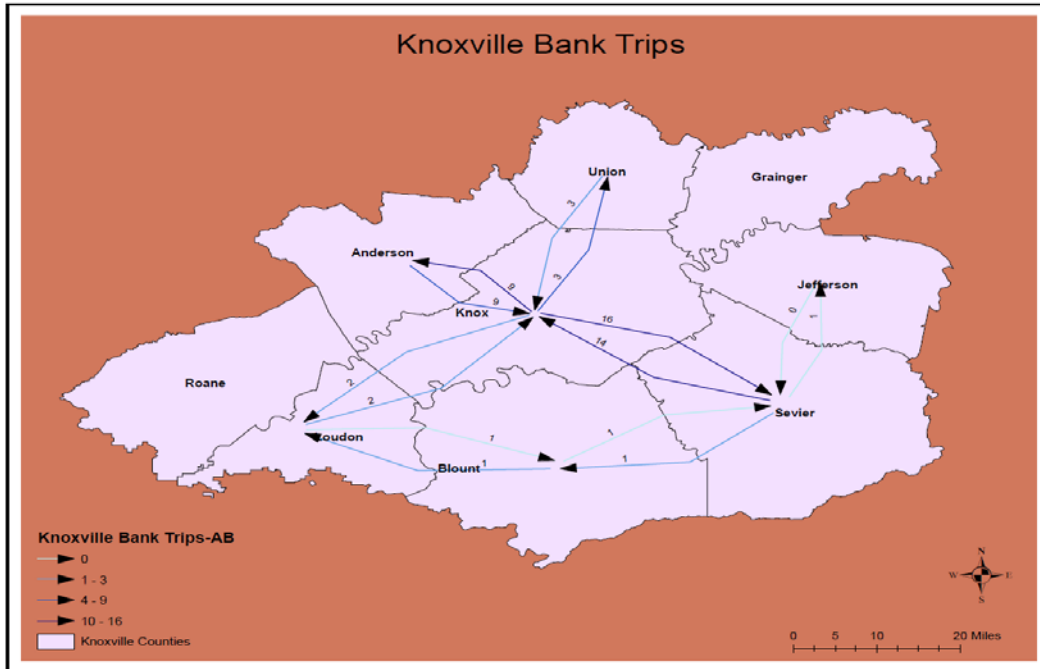 Knoxville Bank Trips
Union
Grainger
3
Anderson
3
Jefferson
9
9
Knox
0
1
16
14
Roane
2
2
Sevier
Loudon
1
1
Blount
1
1
Knoxville Bank Trips-AB
0
1 - 3
4 - 9
10 - 16
Knoxville Counties
N
W
E
S
0 5 10 20 Miles